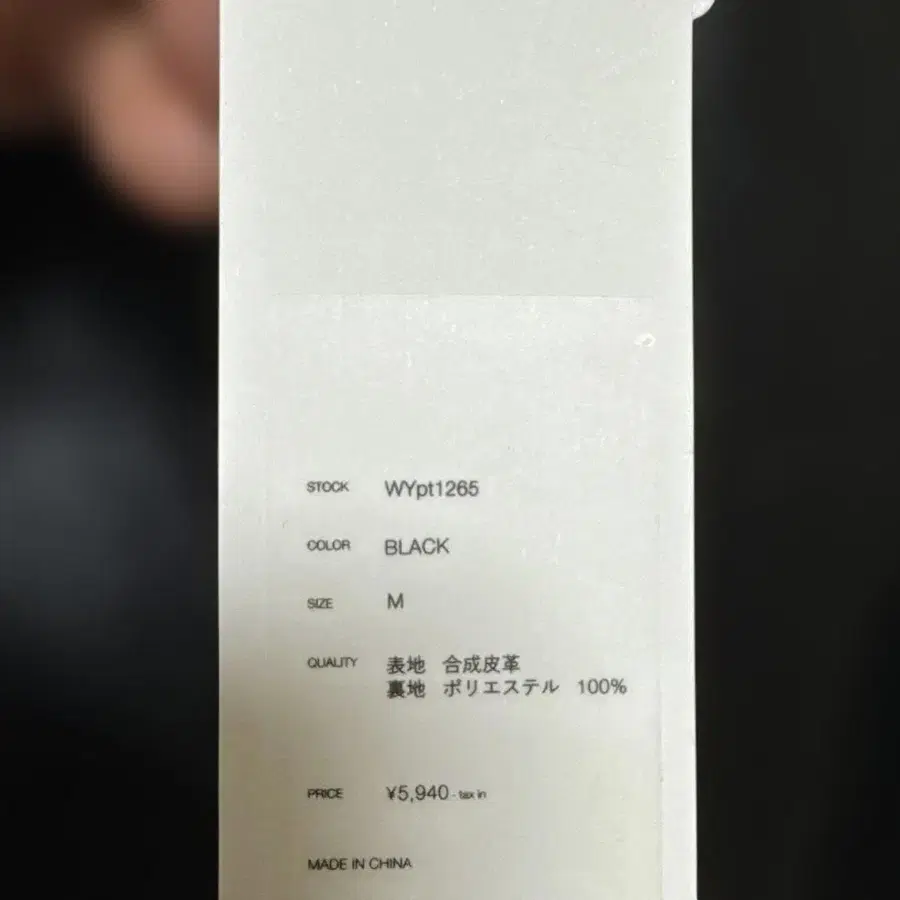 STOCK WYpt1265
COLOR BLACK
SIZE M
QUALITY 表地 合成皮革
裏地 ポリエステル 100%
PRICE ¥5,940 - tax in
MADE IN CHINA